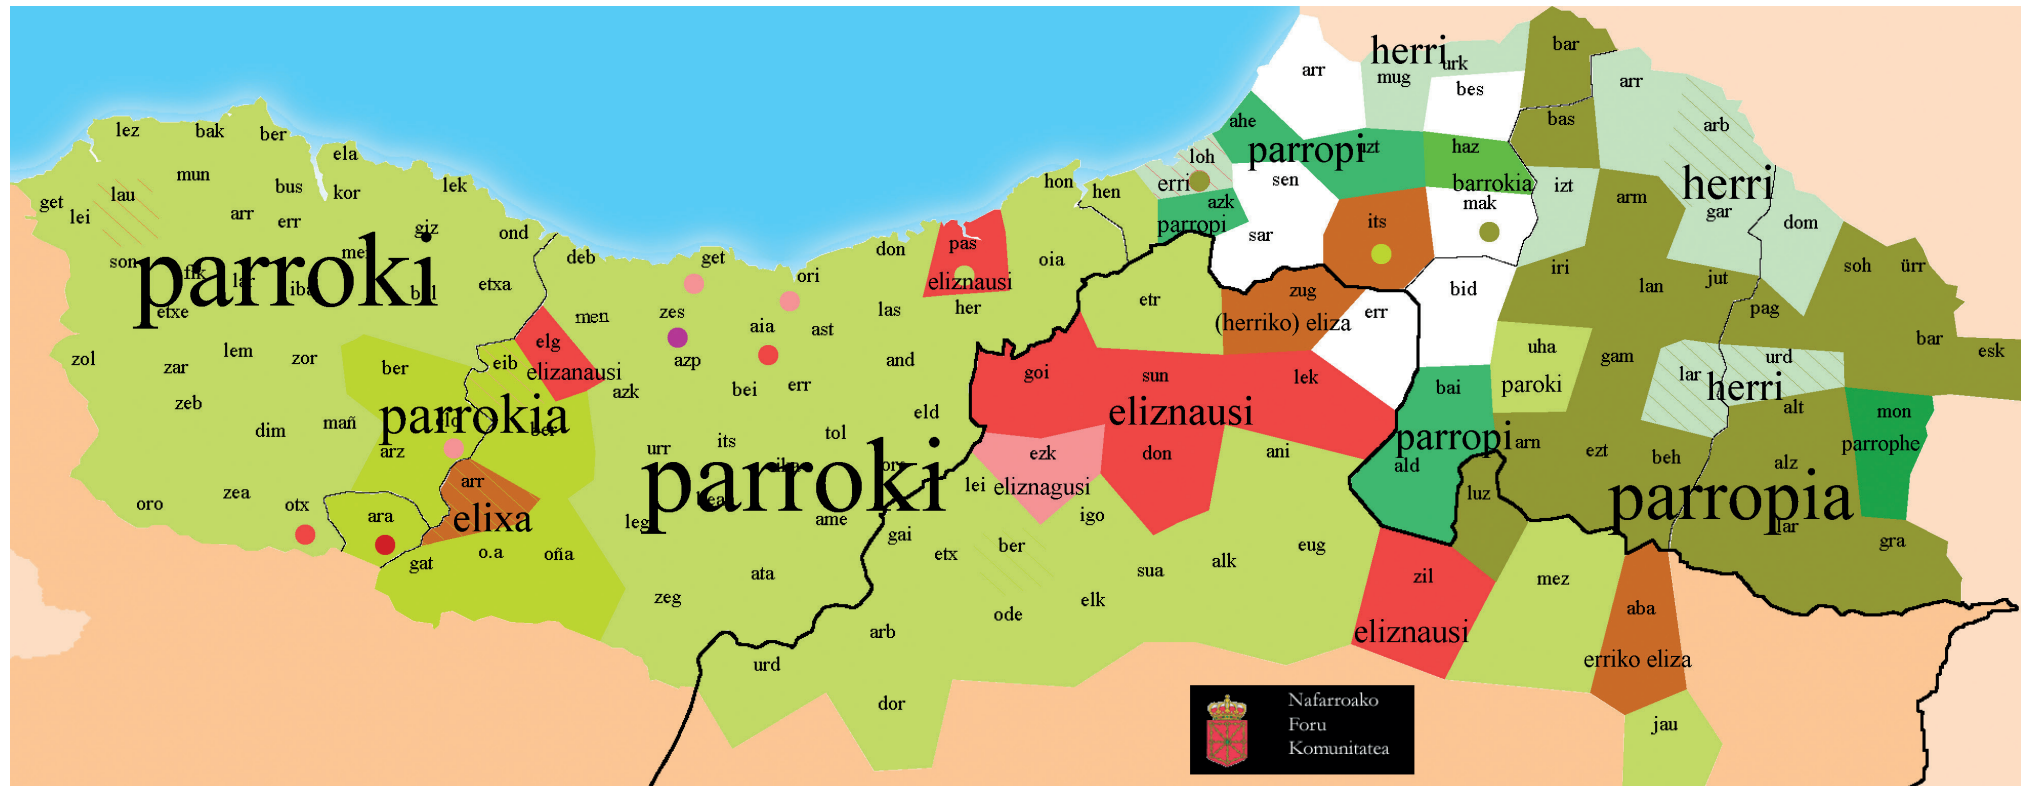 bar
herri
arr
urk
mug
bes
arr
ahe
bas
arb
lez
bak
ber
ela
parropi
azt
haz
loh
mun
erri
sen
barrokia
izt
herri
kor
bus
lek
hon
hen
lau
get
lei
arr
err
giz
ond
azk
parropi
mak
arm
gar
dom
its
sar
pas
don
oia
son
parroki
deb
get
ori
eliznausi
iri
lan
jut
soh
ürr
etxa
etxe
men
zes
aia
ast
las
her
etr
zug
(herriko) eliza
err
bid
pag
bar
esk
zol
zar
lem
zor
ber
eib
elg
elizanausi
azp
bei
err
azk
and
goi
sun
lek
bai
uha
paroki
gam
lar
urd
herri
alt
mon
parrophe
zeb
dim
mañ
parrokia
arz
eld
eliznausi
parropi
arn
ezt
beh
alz
urr
its
tol
parroki
ezk
don
ani
ald
luz
arr
elixa
lei
eliznagusi
igo
parropia
lar
gra
oro
zea
otx
ara
gat
o.a
oña
leg
ame
gai
etx
ber
sua
alk
eug
zil
mez
ata
zeg
ode
elk
arb
eliznausi
aba
erriko eliza
urd
dor
jau
Nafarroako
Foru
Komunitatea